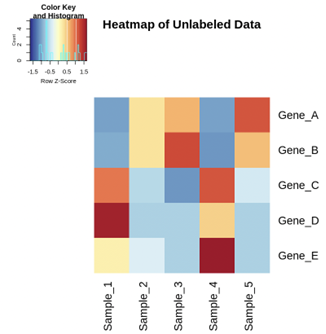 Color Key
and Histogram
Heatmap of Unlabeled Data
Count
0 2 4
-1.5 -0.5 0.5 1.5
Row Z-Score
Gene_A
Gene_B
Gene_C
Gene_D
Gene_E
Sample_1
Sample_2
Sample_3
Sample_4
Sample_5